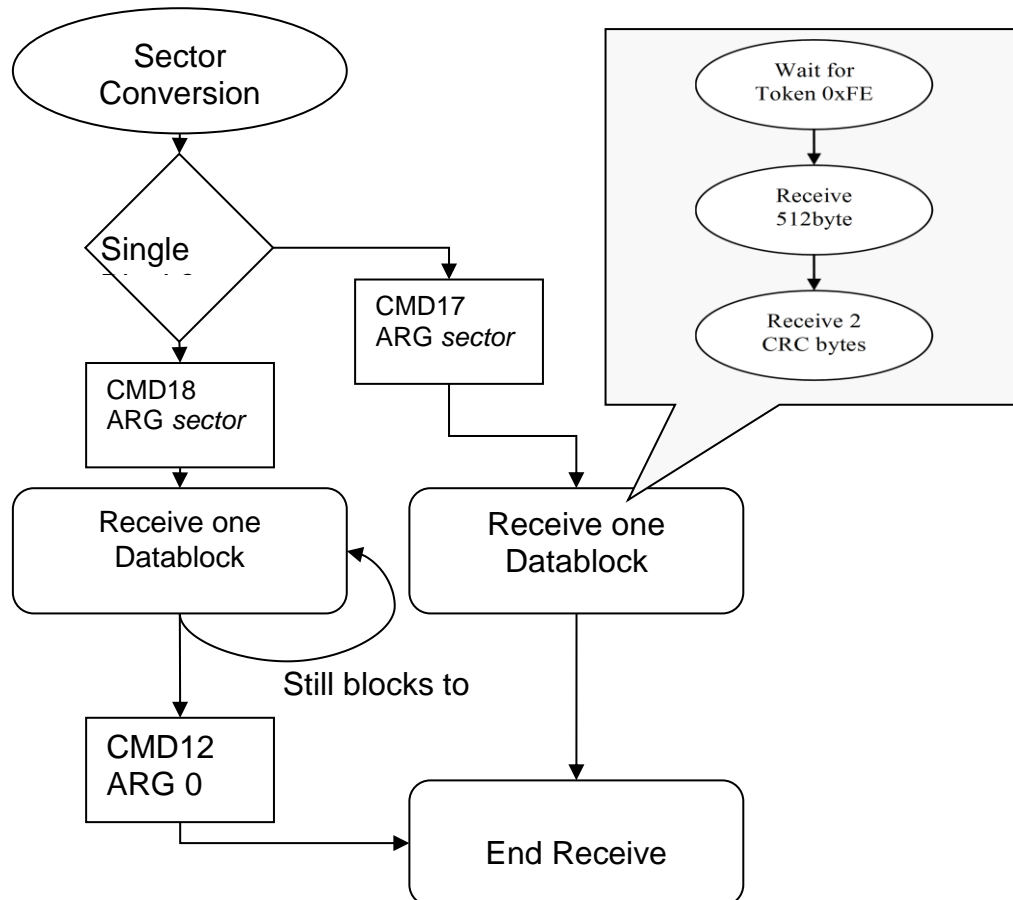 Sector
Conversion
Single
CMD17
ARG sector
CMD18
ARG sector
Receive one
Datablock
Receive one
Datablock
Still blocks to
CMD12
ARG 0
End Receive
Wait for
Token 0xFE
Receive
512byte
Receive 2
CRC bytes